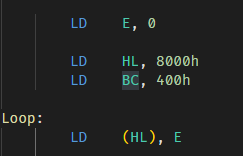 LD E, 0
LD HL, 8000h
LD BC, 400h
Loop:
LD (HL), E